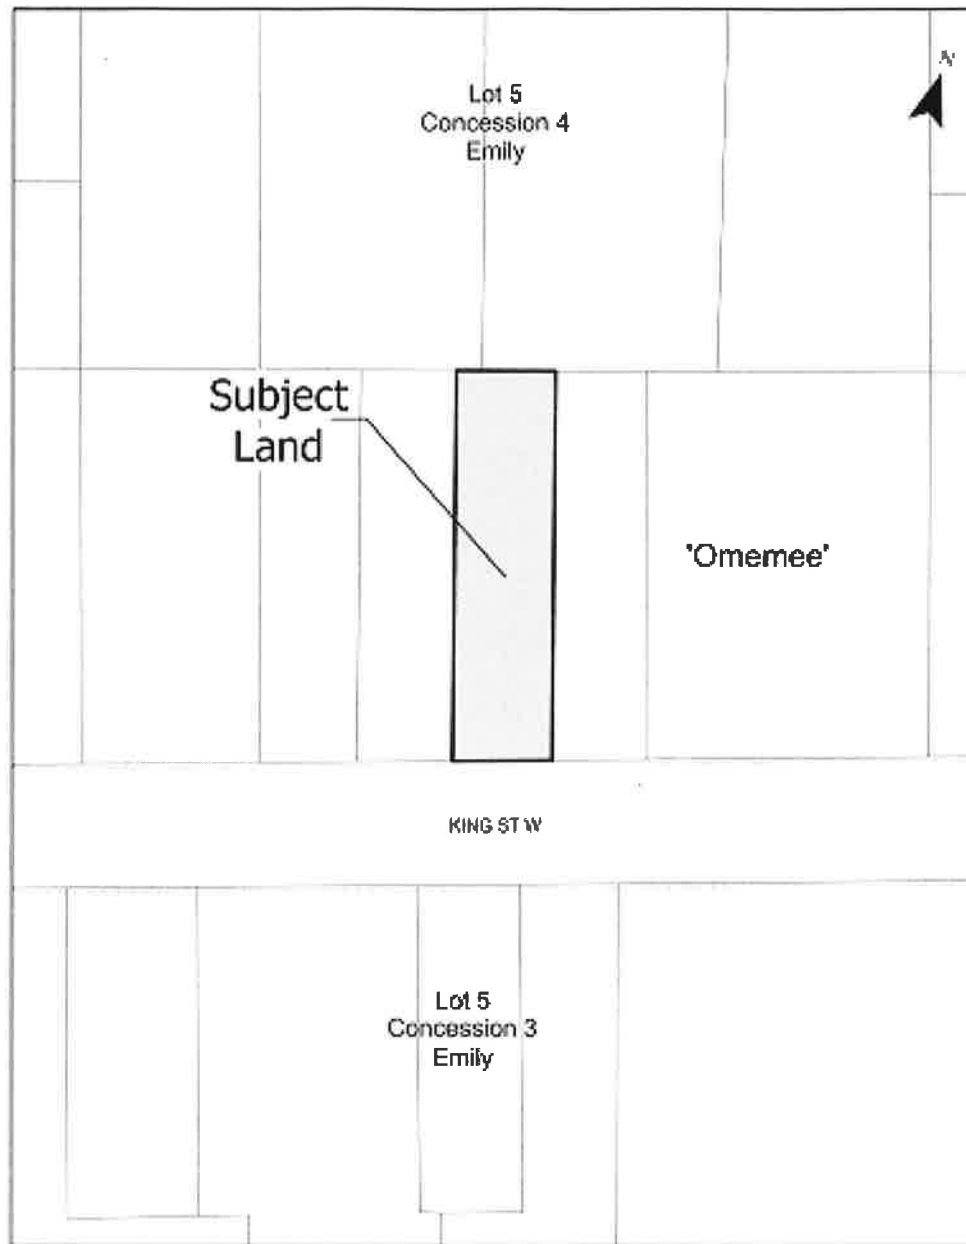 N
Lot 5
Concession 4
Emily
Subject
Land
'Omemee'
KING ST W
Lot 5
Concession 3
Emily